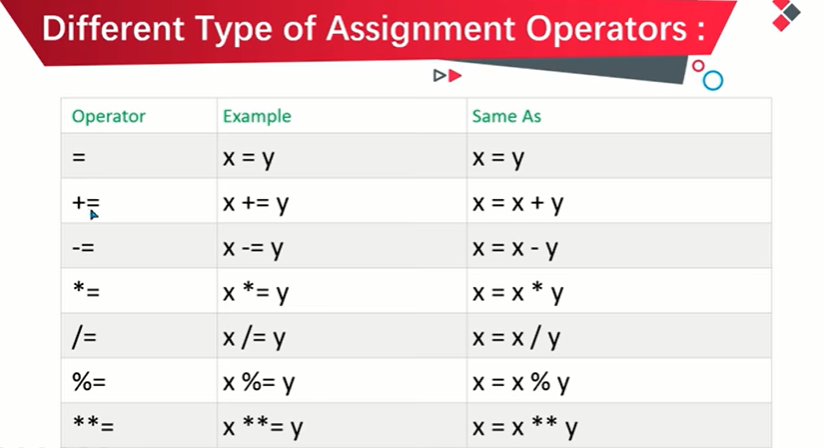 Different Type of Assignment Operators :
Operator Example Same As
= x = y x = y
+= x += y x = x + y
-= x -= y x = x - y
*= x *= y x = x * y
/= x /= y x = x / y
%= x %= y x = x % y
**= x **= y x = x ** y